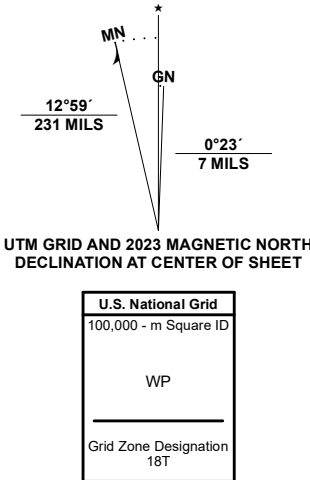 MN
GN
12°59´
231 MILS
0°23´
7 MILS
UTM GRID AND 2023 MAGNETIC NORTH
DECLINATION AT CENTER OF SHEET
U.S. National Grid
100,000 - m Square ID
WP
Grid Zone Designation
18T